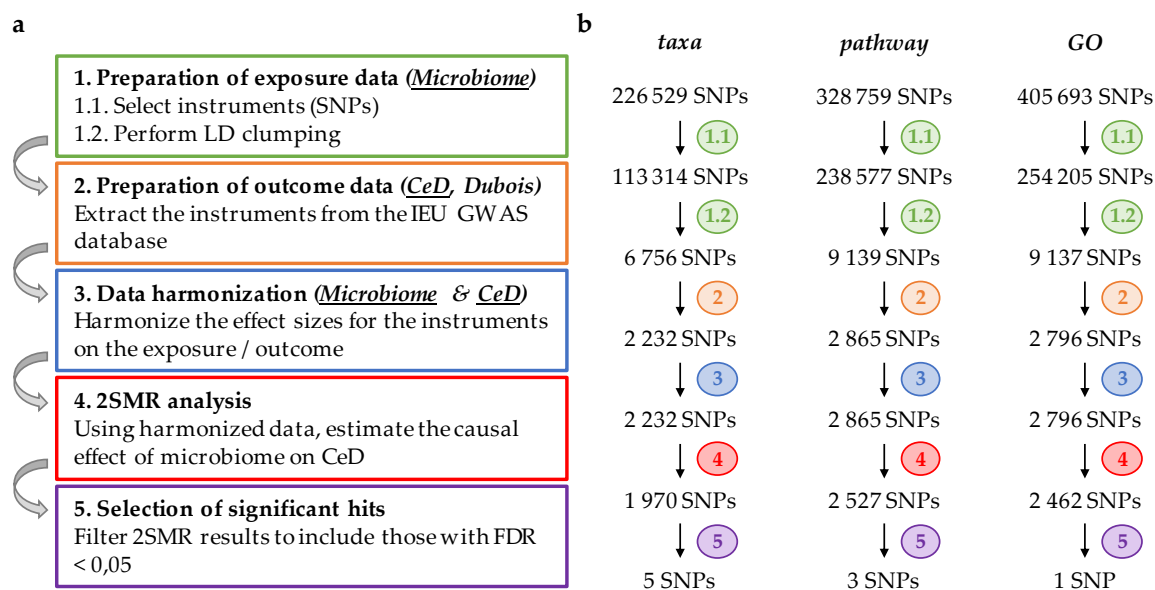 a
1. Preparation of exposure data (Microbiome)
1.1. Select instruments (SNPs)
1.2. Perform LD clumping
2. Preparation of outcome data (CeD, Dubois)
Extract the instruments from the IEU GWAS
database
3. Data harmonization (Microbiome & CeD)
Harmonize the effect sizes for the instruments
on the exposure / outcome
4. 2SMR analysis
Using harmonized data, estimate the causal
effect of microbiome on CeD
5. Selection of significant hits
Filter 2SMR results to include those with FDR
< 0,05
b
taxa pathway GO
226 529 SNPs 328 759 SNPs 405 693 SNPs
1.1 1.1 1.1
113 314 SNPs 238 577 SNPs 254 205 SNPs
1.2 1.2 1.2
6 756 SNPs 9 139 SNPs 9 137 SNPs
2 2 2
2 232 SNPs 2 865 SNPs 2 796 SNPs
3 3 3
2 232 SNPs 2 865 SNPs 2 796 SNPs
4 4 4
1 970 SNPs 2 527 SNPs 2 462 SNPs
5 5 5
5 SNPs 3 SNPs 1 SNP